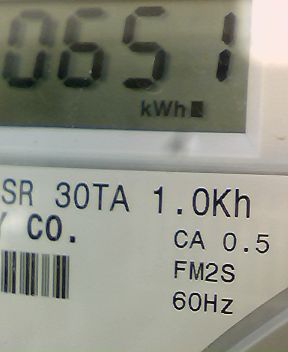 0651
kWh
SR 30TA 1.0Kh
Y CO.
CA 0.5
FM2S
60Hz